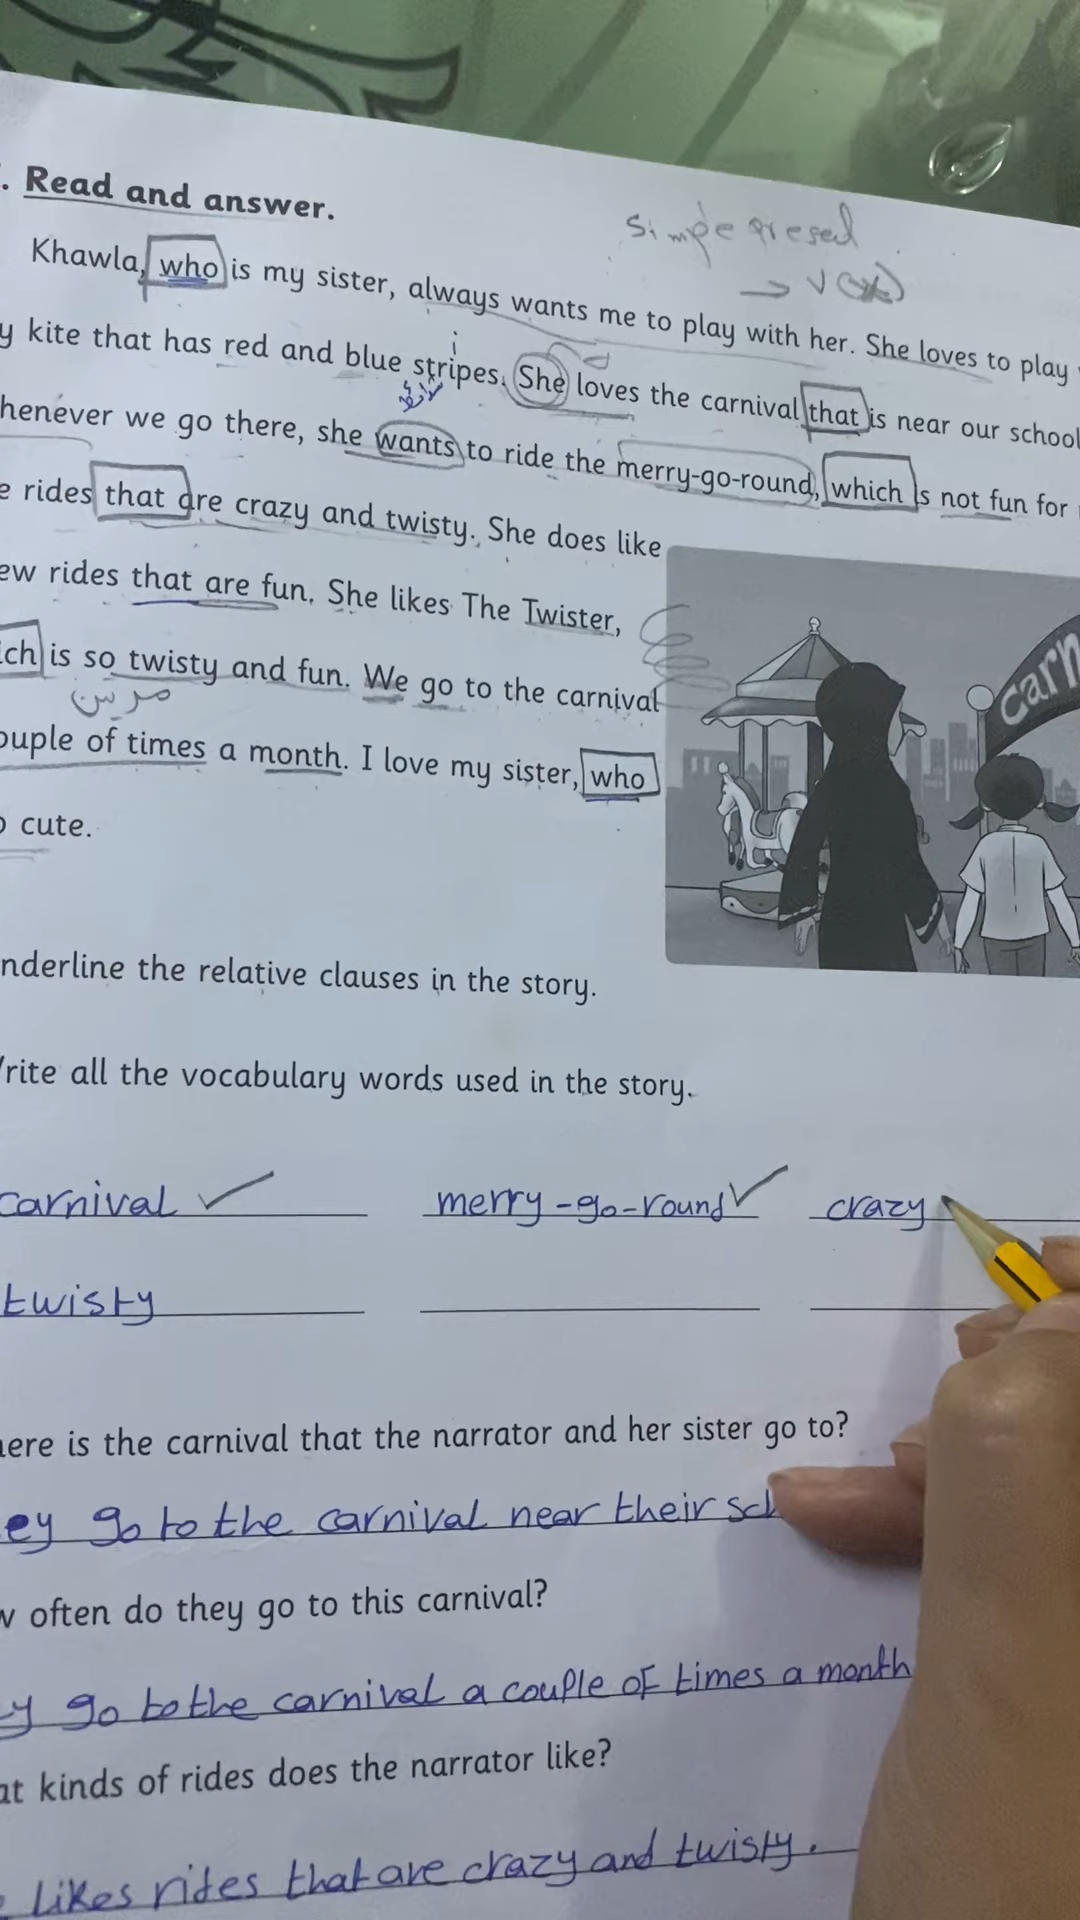 . Read and answer.
simple present
→ V
Khawla, who is my sister, always wants me to play with her. She loves to play
y kite that has red and blue stripes. She loves the carnival that is near our school
i
henever we go there, she wants to ride the merry-go-round, which is not fun for
e rides that are crazy and twisty. She does like
ew rides that are fun. She likes The Twister,
ich is so twisty and fun. We go to the carnival
ouple of times a month. I love my sister, who
o cute.
carn
nderline the relative clauses in the story.
rite all the vocabulary words used in the story.
carnival ✓ merry-go-round ✓ crazy
twisty
here is the carnival that the narrator and her sister go to?
ey go to the carnival near their sch
w often do they go to this carnival?
y go to the carnival a couple of times a month
at kinds of rides does the narrator like?
likes rides that are crazy and twisty.